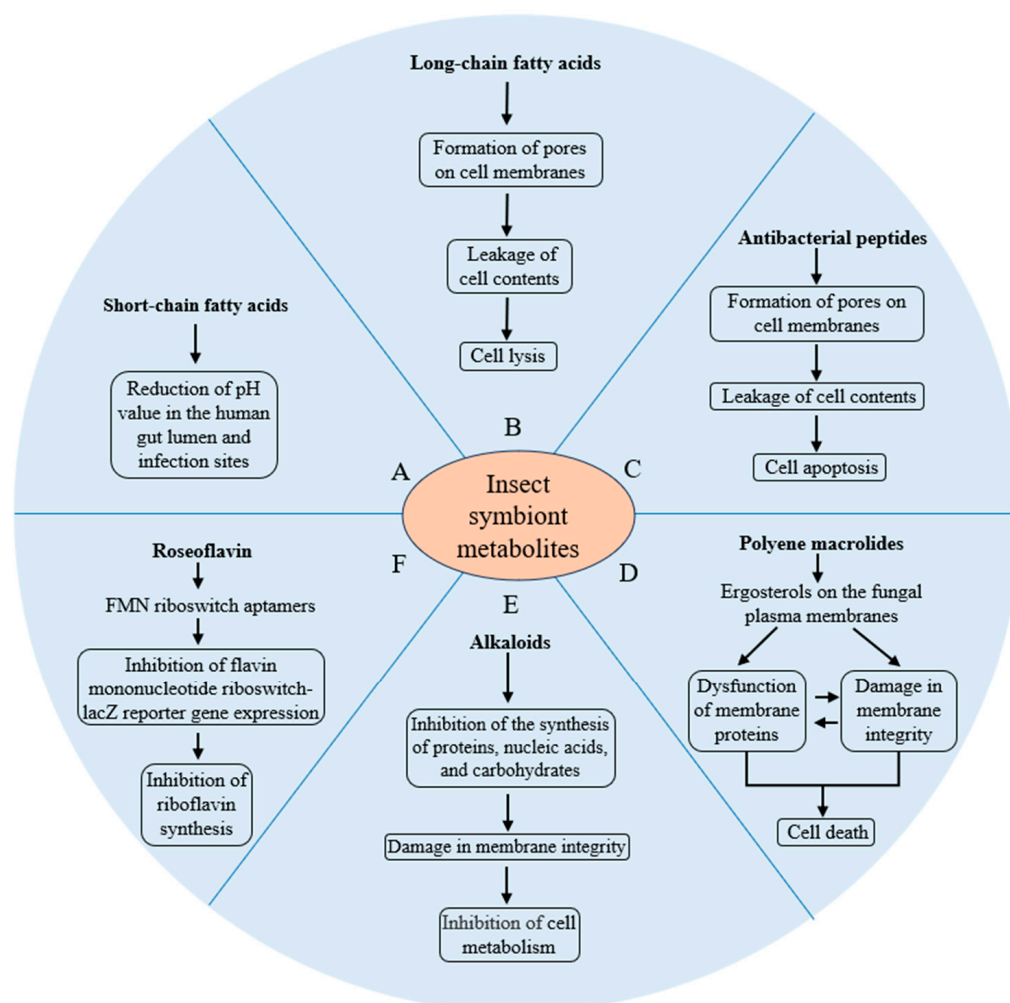 Long-chain fatty acids
Formation of pores
on cell membranes
Leakage of
cell contents
Cell lysis
B
Short-chain fatty acids
Reduction of pH
value in the human
gut lumen and
infection sites
A
Antibacterial peptides
Formation of pores on
cell membranes
Leakage of cell contents
Cell apoptosis
C
Insect
symbiont
metabolites
Roseoflavin
FMN riboswitch aptamers
Inhibition of flavin
mononucleotide riboswitch-
lacZ reporter gene expression
Inhibition of
riboflavin
synthesis
F
E
Alkaloids
Inhibition of the synthesis
of proteins, nucleic acids,
and carbohydrates
Damage in membrane integrity
Inhibition of cell
metabolism
D
Polyene macrolides
Ergosterols on the fungal
plasma membranes
Dysfunction
of membrane
proteins
Damage in
membrane
integrity
Cell death